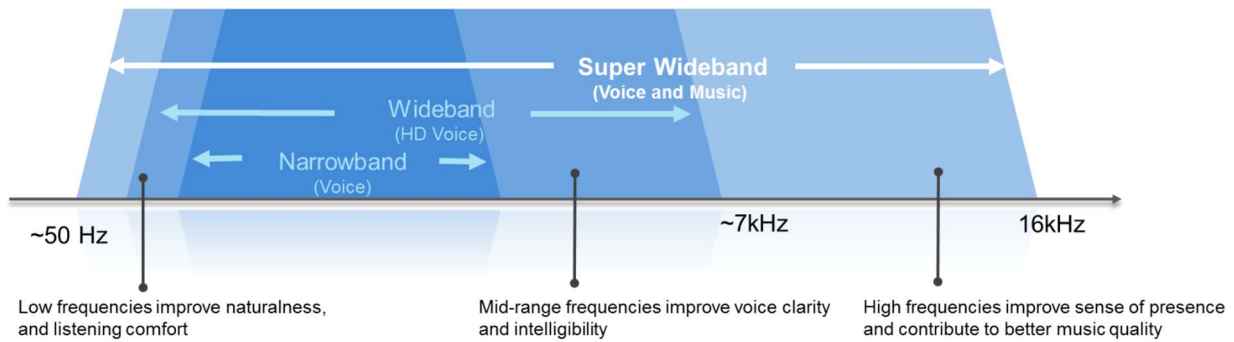 Super Wideband
(Voice and Music)
Wideband
(HD Voice)
Narrowband
(Voice)
~50 Hz
~7kHz
16kHz
Low frequencies improve naturalness,
and listening comfort
Mid-range frequencies improve voice clarity
and intelligibility
High frequencies improve sense of presence
and contribute to better music quality